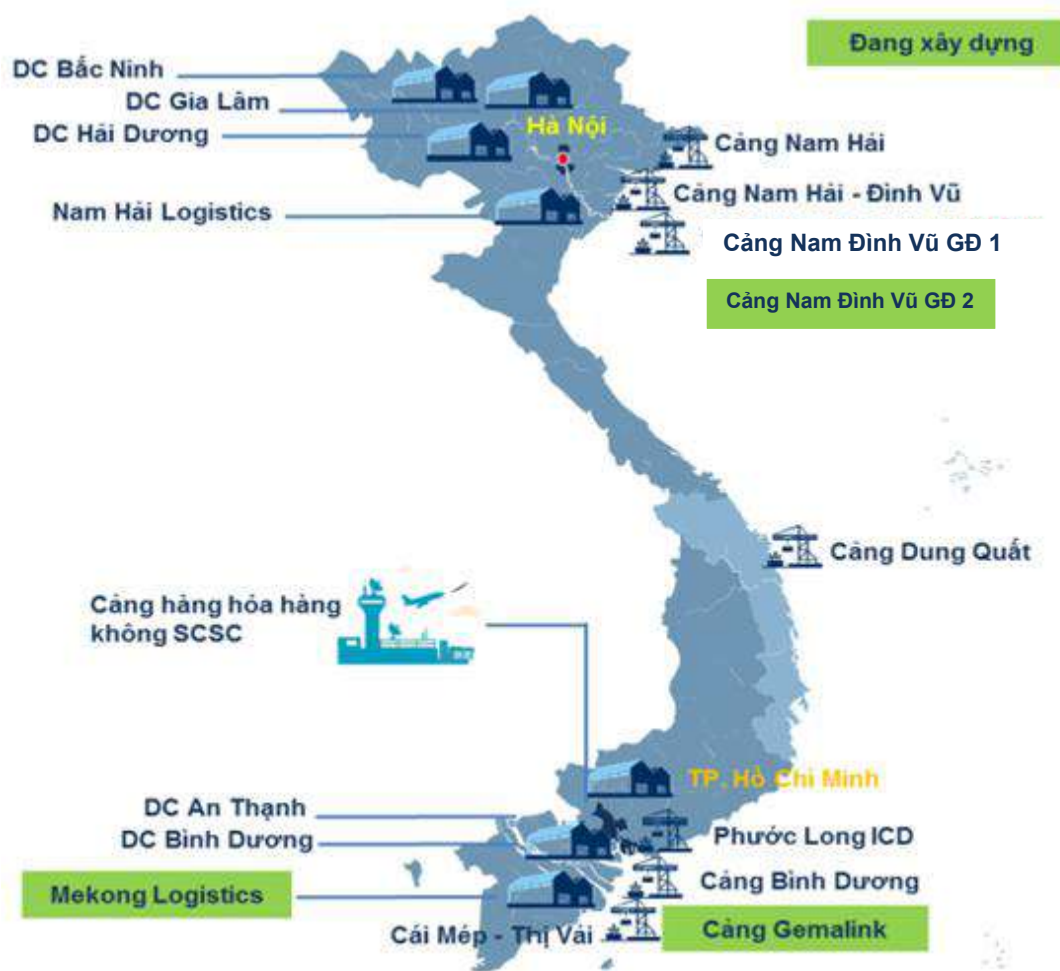 Đang xây dựng
DC Bắc Ninh
DC Gia Lâm
DC Hải Dương
Hà Nội
Cảng Nam Hải
Nam Hải Logistics
Cảng Nam Hải - Đình Vũ
Cảng Nam Đình Vũ GĐ 1
Cảng Nam Đình Vũ GĐ 2
Cảng Dung Quất
Cảng hàng hóa hàng
không SCSC
TP. Hồ Chí Minh
DC An Thạnh
DC Bình Dương
Phước Long ICD
Mekong Logistics
Cảng Bình Dương
Cái Mép - Thị Vải
Cảng Gemalink